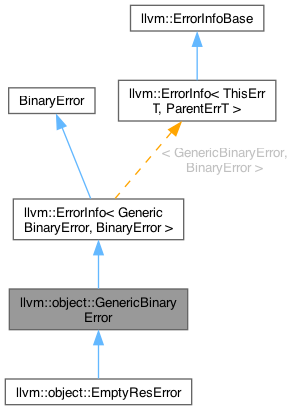 llvm::ErrorInfoBase
BinaryError
llvm::ErrorInfo< ThisErr
T, ParentErrT >
< GenericBinaryError,
BinaryError >
llvm::ErrorInfo< Generic
BinaryError, BinaryError >
llvm::object::GenericBinary
Error
llvm::object::EmptyResError